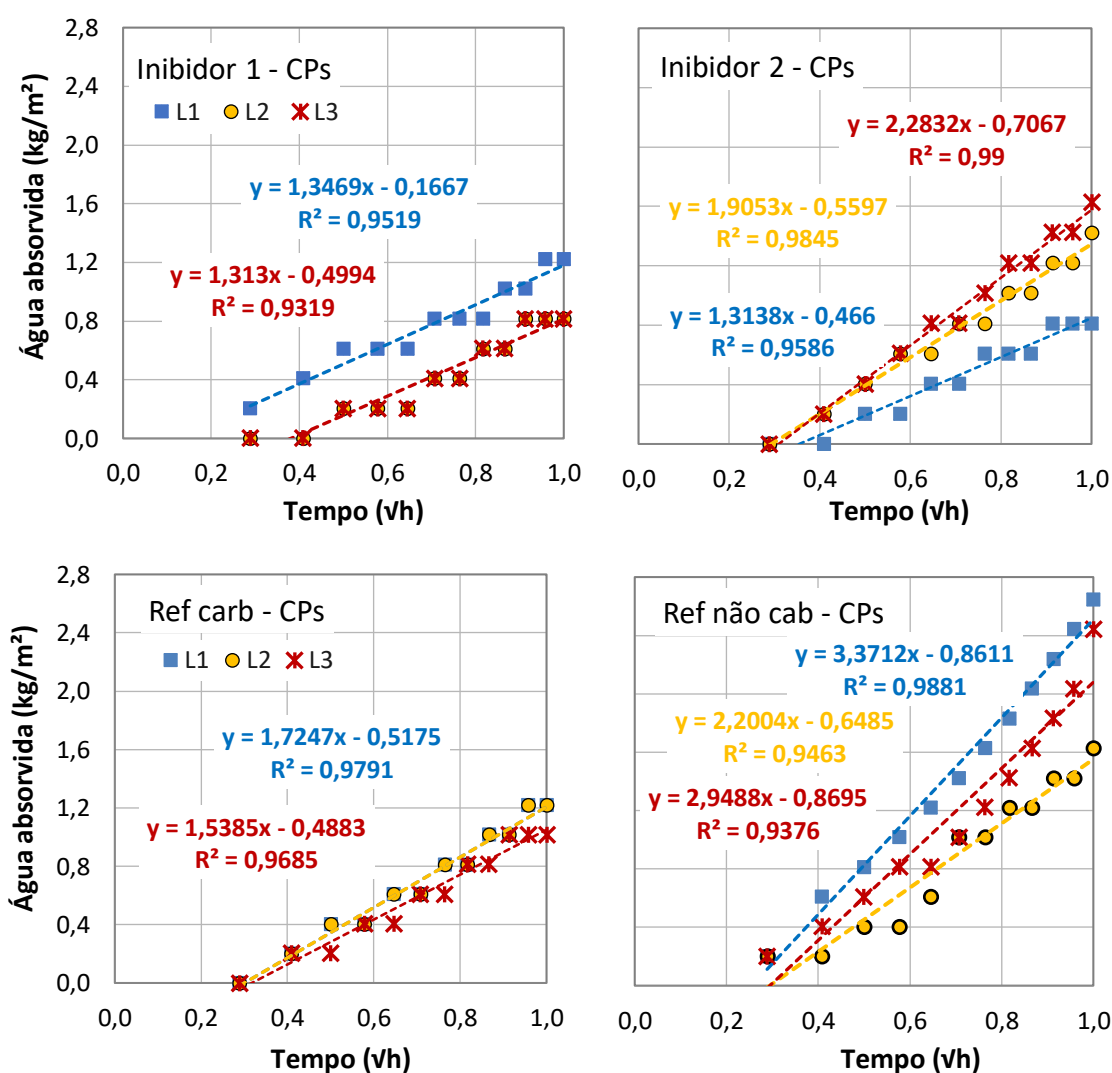 Inibidor 1 - CPs
L1 L2 L3
y = 1,3469x - 0,1667
R² = 0,9519
y = 1,313x - 0,4994
R² = 0,9319
Água absorvida (kg/m²)
2,8
2,4
2,0
1,6
1,2
0,8
0,4
0,0
0,0 0,2 0,4 0,6 0,8 1,0
Tempo (√h)
Inibidor 2 - CPs
y = 2,2832x - 0,7067
R² = 0,99
y = 1,9053x - 0,5597
R² = 0,9845
y = 1,3138x - 0,466
R² = 0,9586
0,0 0,2 0,4 0,6 0,8 1,0
Tempo (√h)
Ref carb - CPs
L1 L2 L3
y = 1,7247x - 0,5175
R² = 0,9791
y = 1,5385x - 0,4883
R² = 0,9685
Água absorvida (kg/m²)
2,8
2,4
2,0
1,6
1,2
0,8
0,4
0,0
0,0 0,2 0,4 0,6 0,8 1,0
Tempo (√h)
Ref não cab - CPs
y = 3,3712x - 0,8611
R² = 0,9881
y = 2,2004x - 0,6485
R² = 0,9463
y = 2,9488x - 0,8695
R² = 0,9376
0,0 0,2 0,4 0,6 0,8 1,0
Tempo (√h)